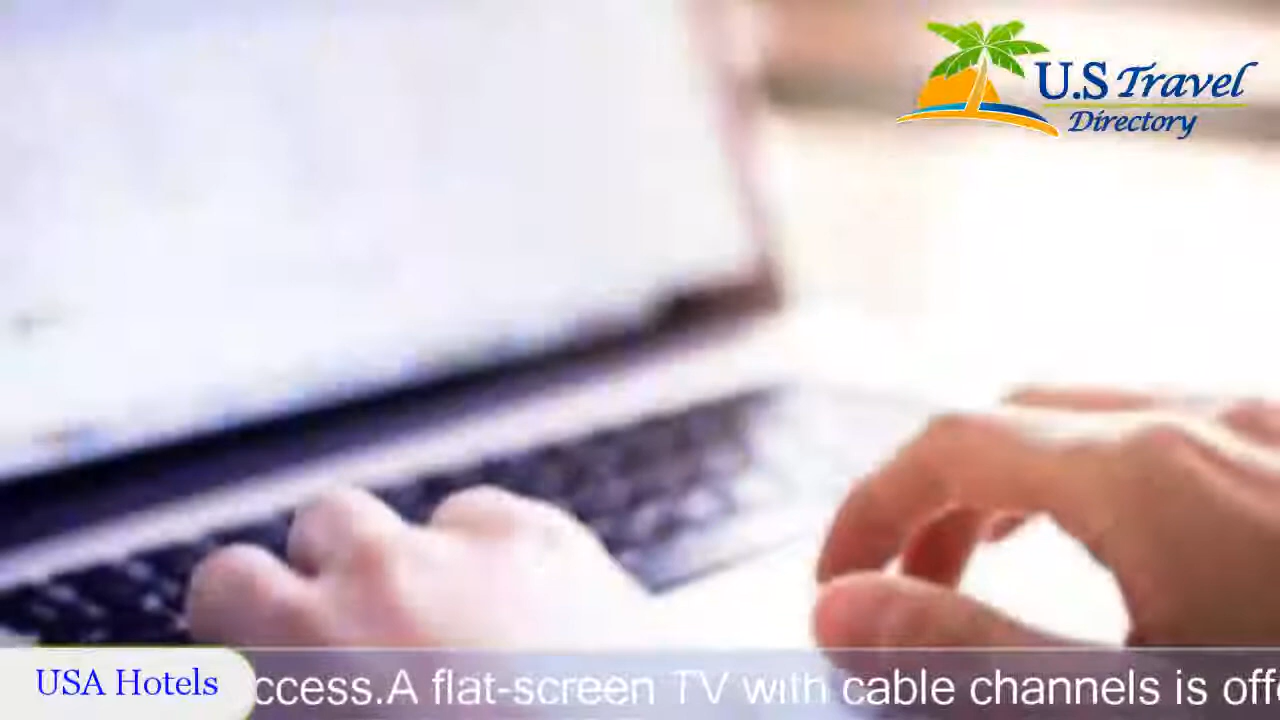 U.S Travel
Directory
USA Hotels
ccess.A flat-screen TV with cable channels is off